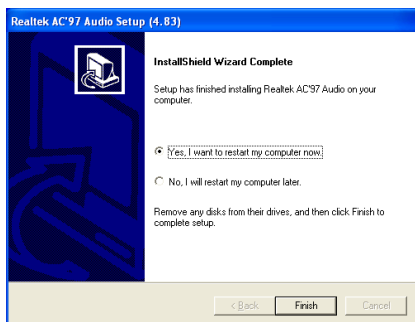 Realtek AC'97 Audio Setup (4.83)
InstallShield Wizard Complete
Setup has finished installing Realtek AC'97 Audio on your
computer.
Yes, I want to restart my computer now.
No, I will restart my computer later.
Remove any disks from their drives, and then click Finish to
complete setup.
< Back
Finish
Cancel